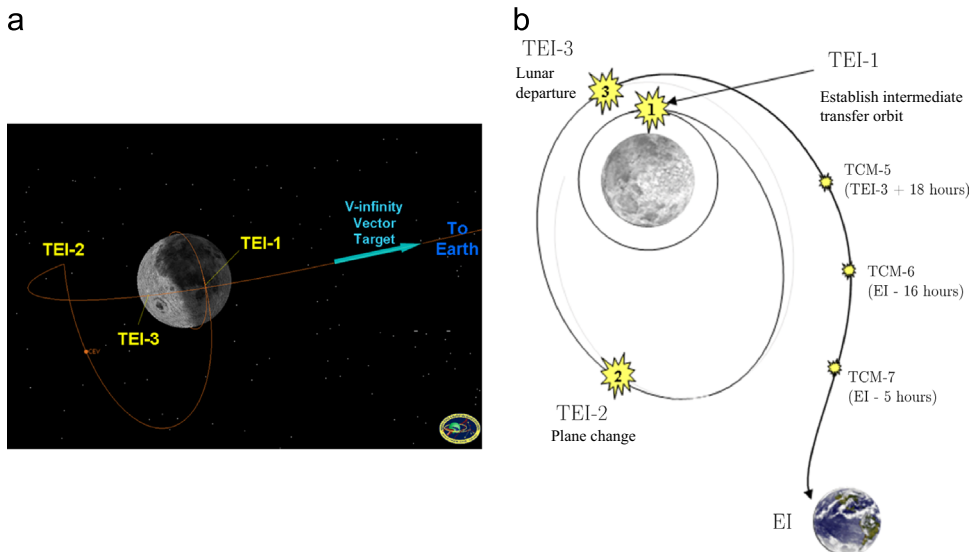 a
V-infinity
Vector
Target
To
Earth
TEI-2
TEI-1
TEI-3
CEV
b
TEI-3
Lunar
departure
3
1
TEI-1
Establish intermediate
transfer orbit
TCM-5
(TEI-3 + 18 hours)
TCM-6
(EI - 16 hours)
TCM-7
(EI - 5 hours)
2
TEI-2
Plane change
EI